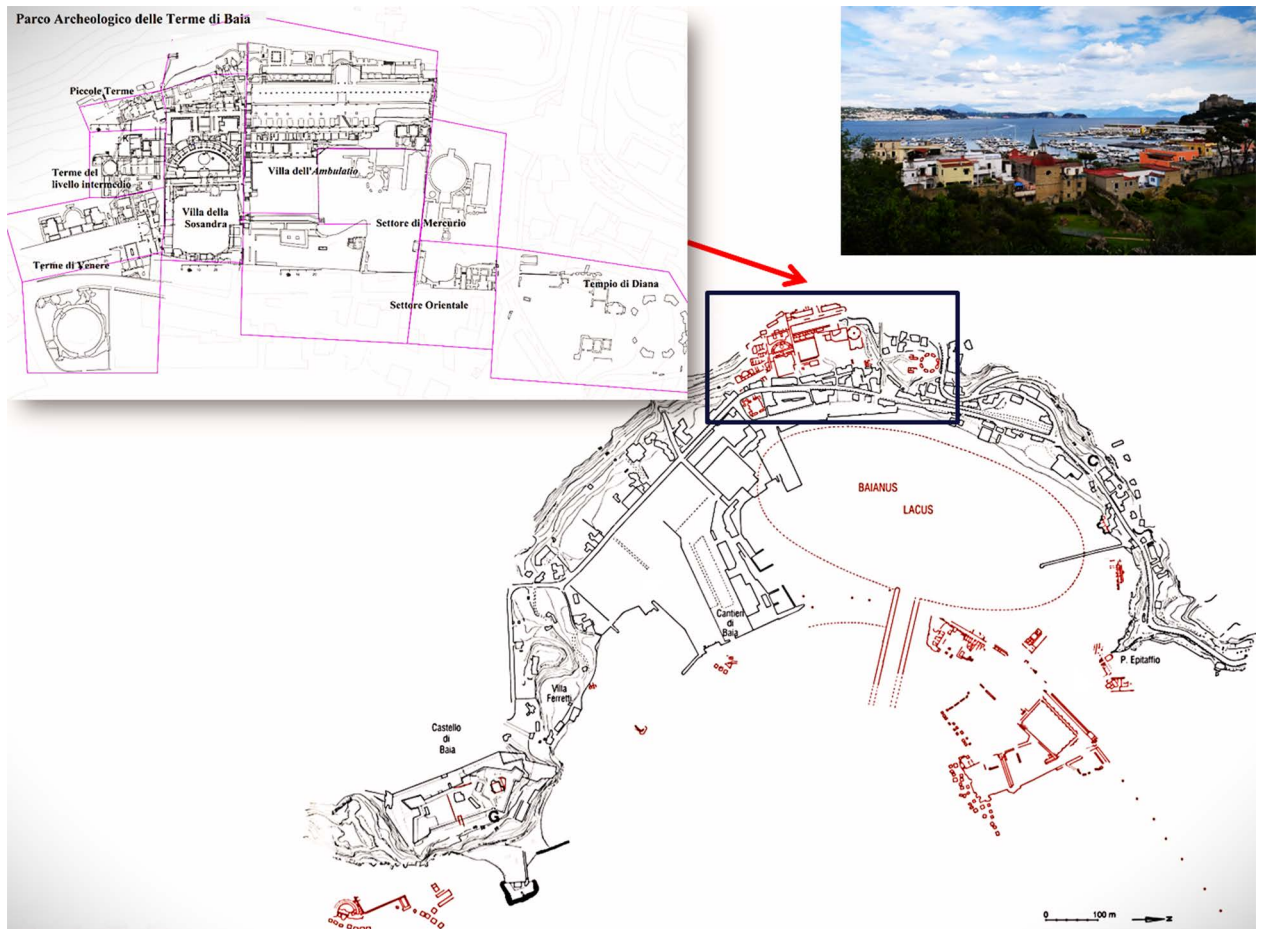 Parco Archeologico delle Terme di Baia
Piccole Terme
Terme del
livello intermedio
Villa dell'Ambulatio
Villa della
Sosandra
Settore di Mercurio
Terme di Venere
Tempio di Diana
Settore Orientale
BAIANUS
LACUS
C
Cantieri
di
Baia
P. Epitaffio
Villa
Ferretti
Castello
di
Baia
G
0 100 m
N